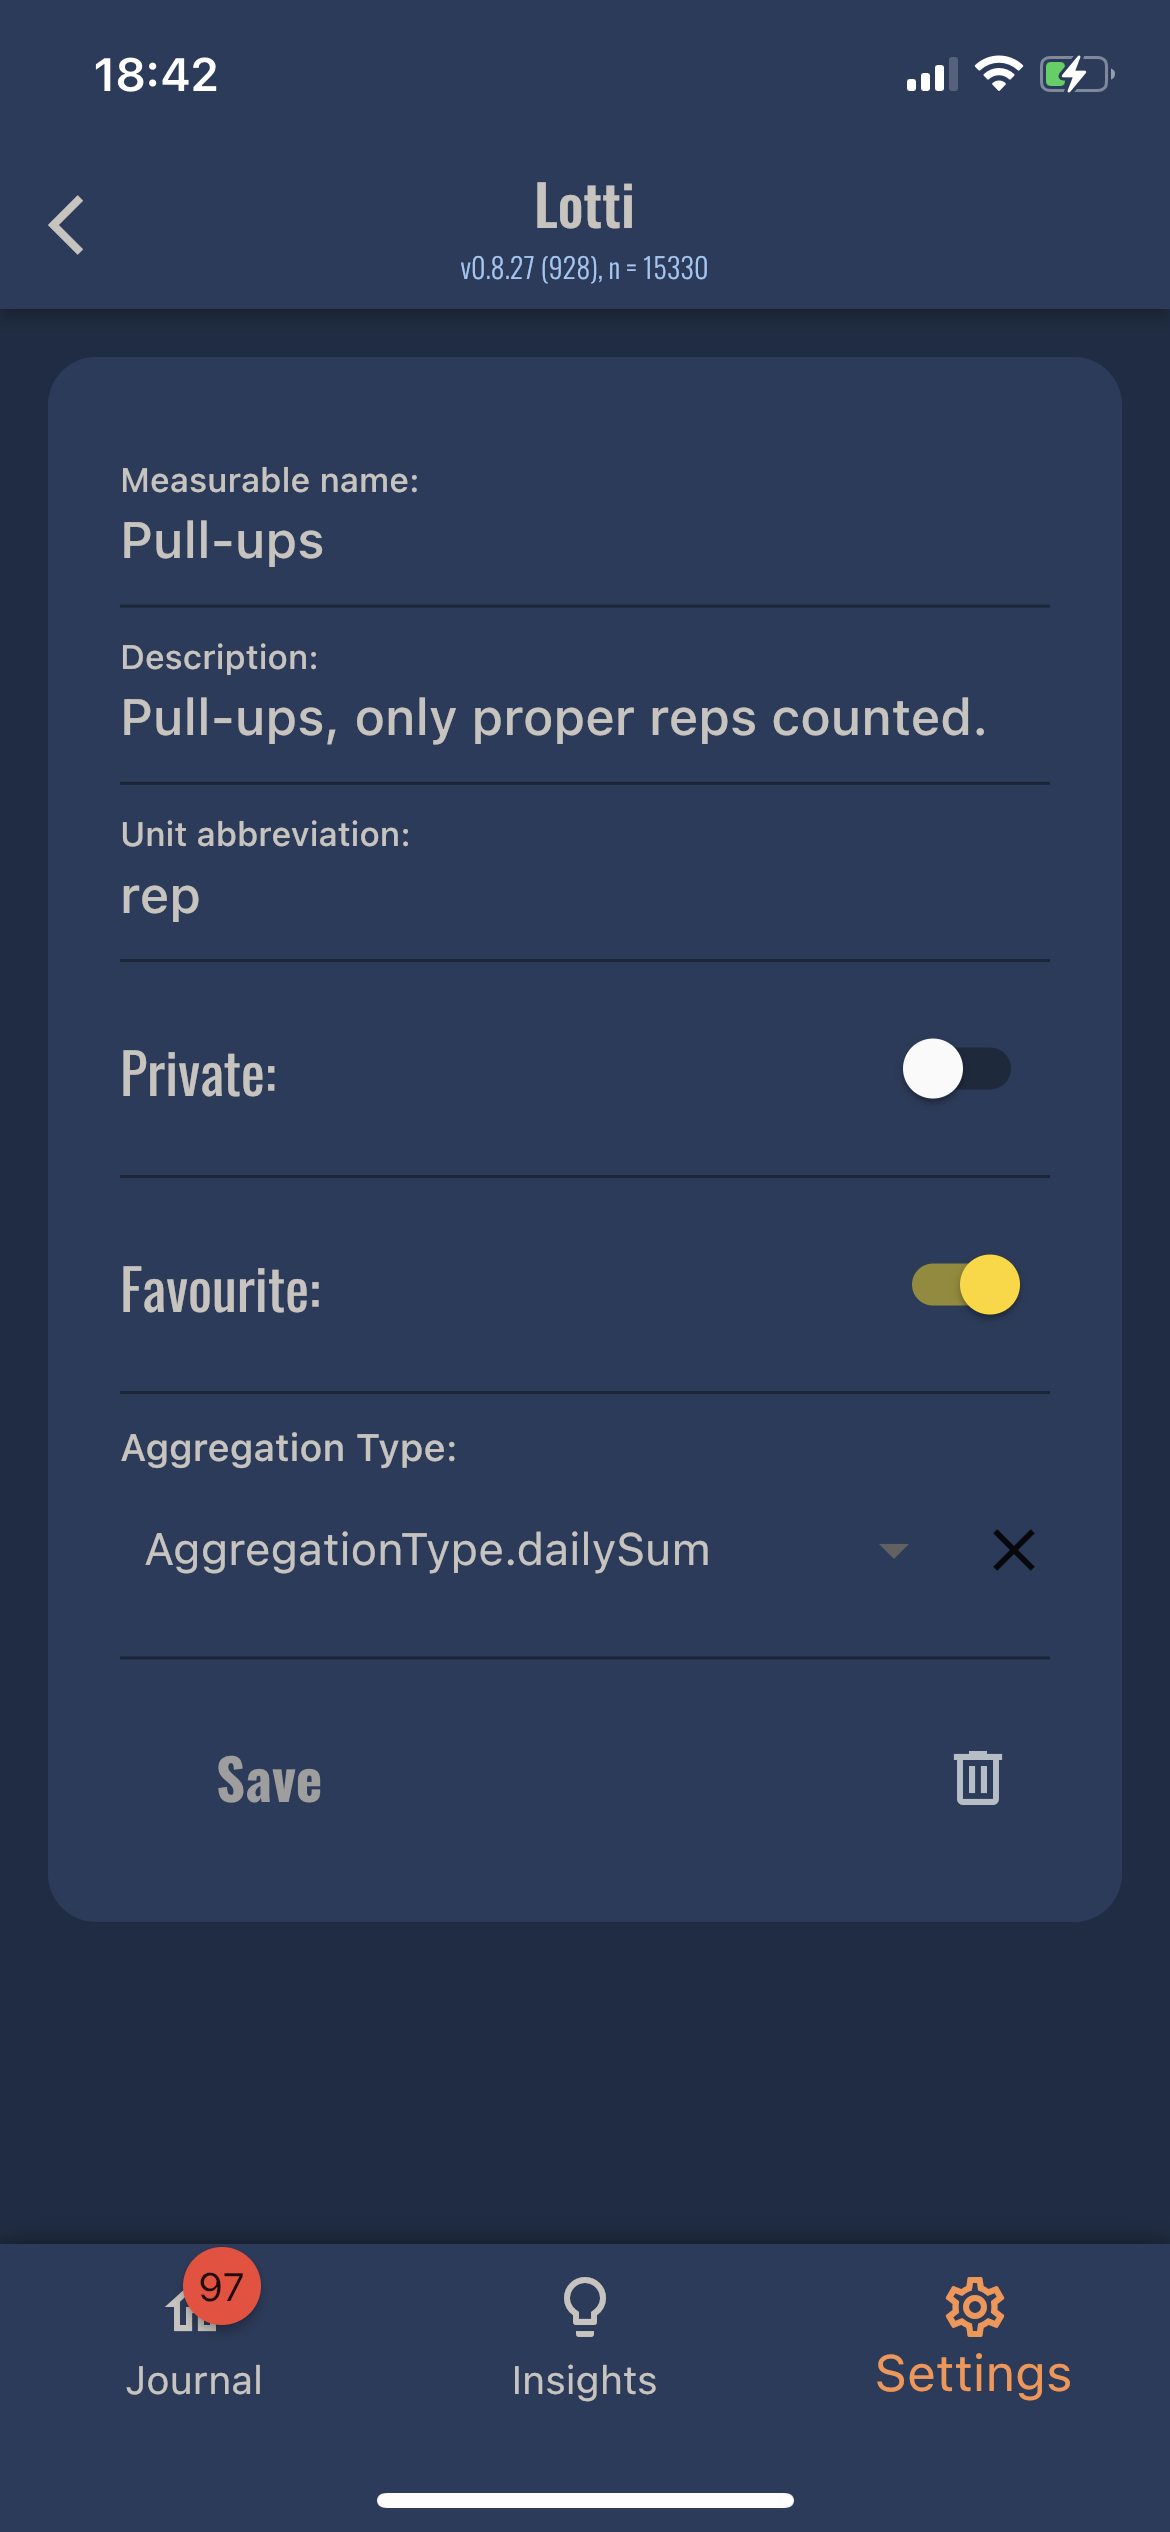 18:42
Lotti
v0.8.27 (928), n = 15330
Measurable name:
Pull-ups
Description:
Pull-ups, only proper reps counted.
Unit abbreviation:
rep
Private:
Favourite:
Aggregation Type:
AggregationType.dailySum
Save
97
Journal
Insights
Settings